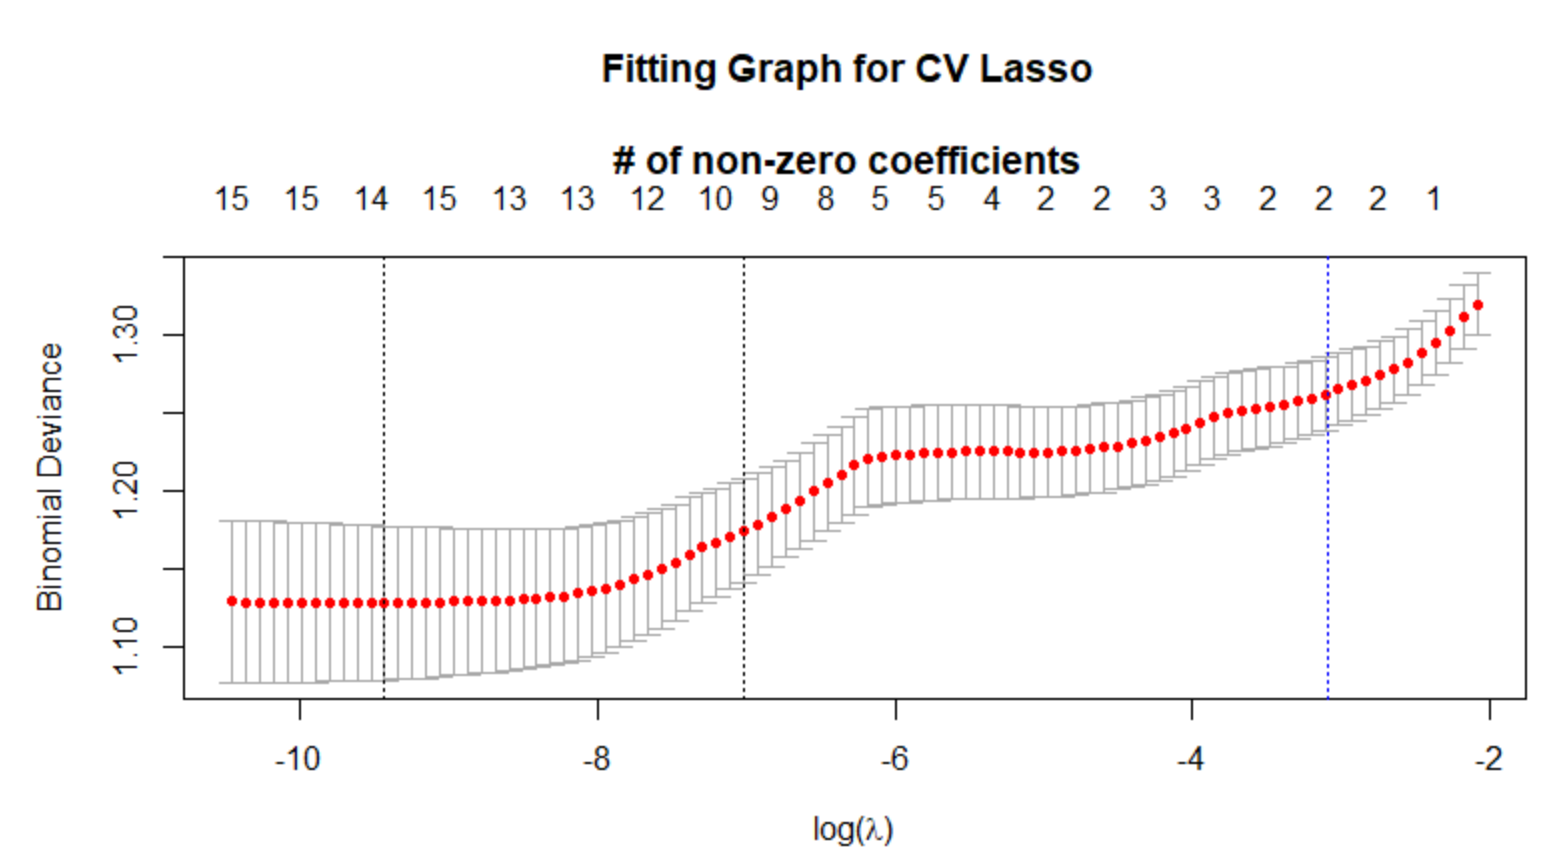 Fitting Graph for CV Lasso
# of non-zero coefficients
15 15 14 15 13 13 12 10 9 8 5 5 4 2 2 3 3 2 2 2 1
Binomial Deviance
1.30
1.20
1.10
-10 -8 -6 -4 -2
log(λ)